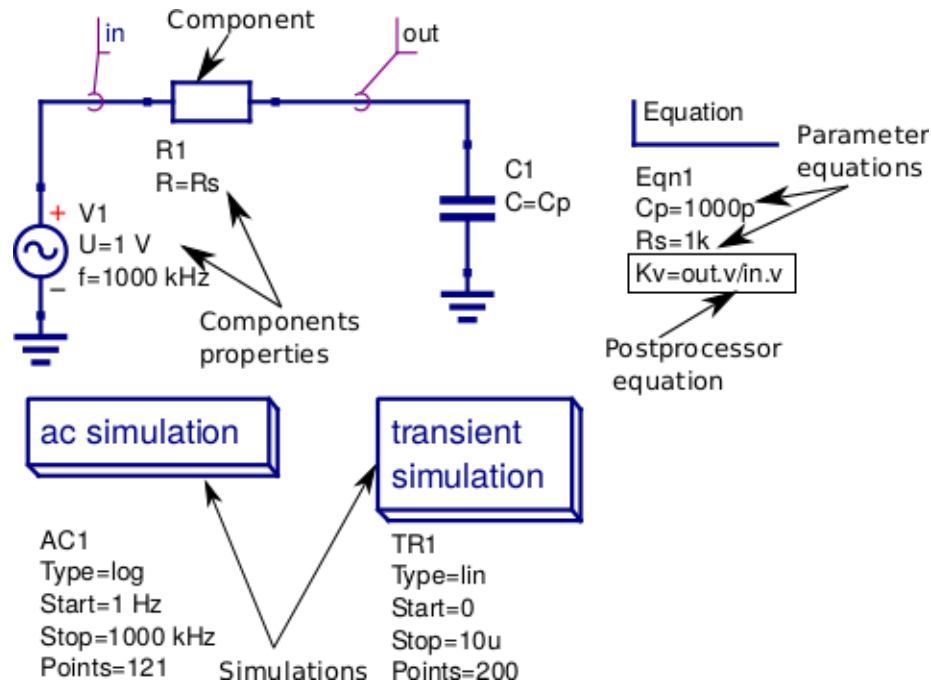 Component
in
out
R1
R=Rs
+
V1
U=1 V
f=1000 kHz
−
C1
C=Cp
Components
properties
Equation
Parameter
equations
Eqn1
Cp=1000p
Rs=1k
Kv=out.v/in.v
Postprocessor
equation
ac simulation
transient
simulation
AC1
Type=log
Start=1 Hz
Stop=1000 kHz
Points=121
Simulations
TR1
Type=lin
Start=0
Stop=10u
Points=200